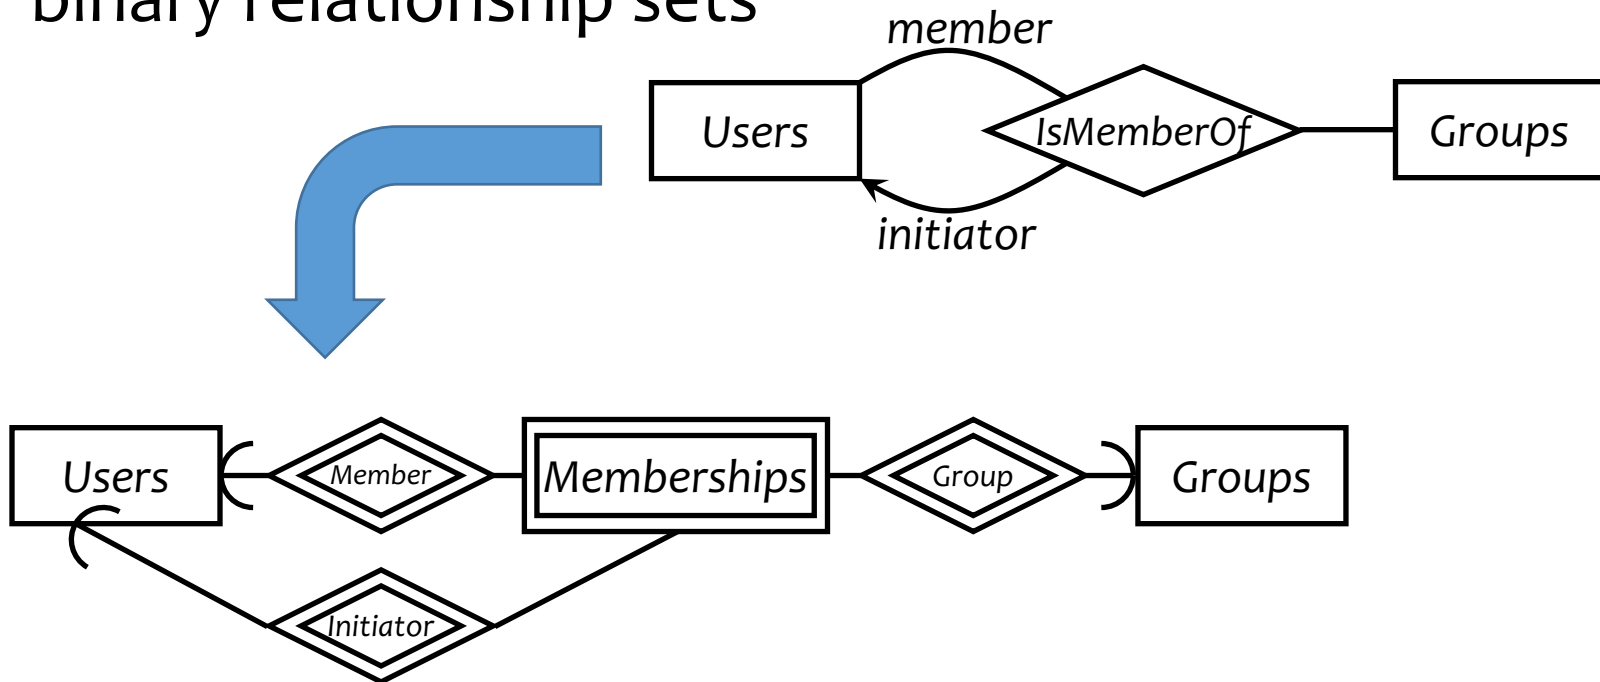 binary relationship sets
member
Users
IsMemberOf
Groups
initiator
Users
Member
Memberships
Group
Groups
Initiator